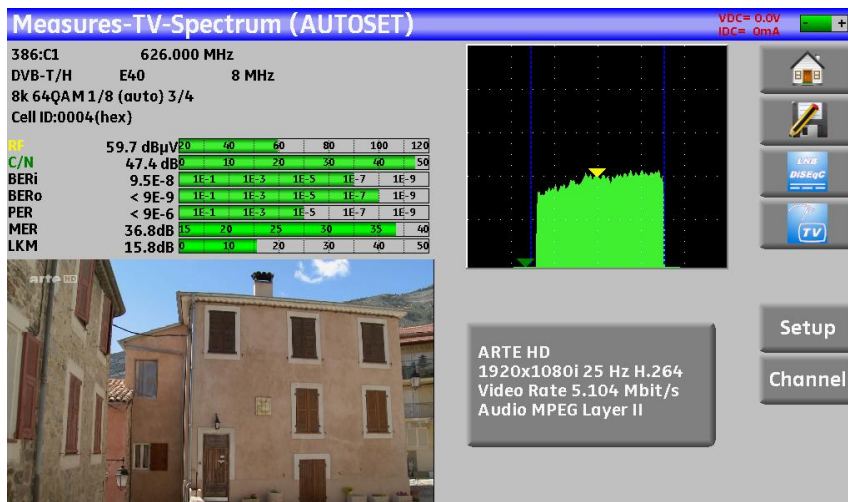 Measures-TV-Spectrum (AUTOSET)
VDC= 0.0V
IDC= 0mA
- +
386:C1 626.000 MHz
DVB-T/H E40 8 MHz
8k 64QAM 1/8 (auto) 3/4
Cell ID:0004(hex)
RF 59.7 dBµV 20 40 60 80 100 120
C/N 47.4 dB 0 10 20 30 40 50
BERi 9.5E-8 1E-1 1E-3 1E-5 1E-7 1E-9
BERo < 9E-9 1E-1 1E-3 1E-5 1E-7 1E-9
PER < 9E-6 1E-1 1E-3 1E-5 1E-7 1E-9
MER 36.8dB 15 20 25 30 35 40
LKM 15.8dB 0 10 20 30 40 50
arte HD
LNB
DiSEqC
TV
ARTE HD
1920x1080i 25 Hz H.264
Video Rate 5.104 Mbit/s
Audio MPEG Layer II
Setup
Channel